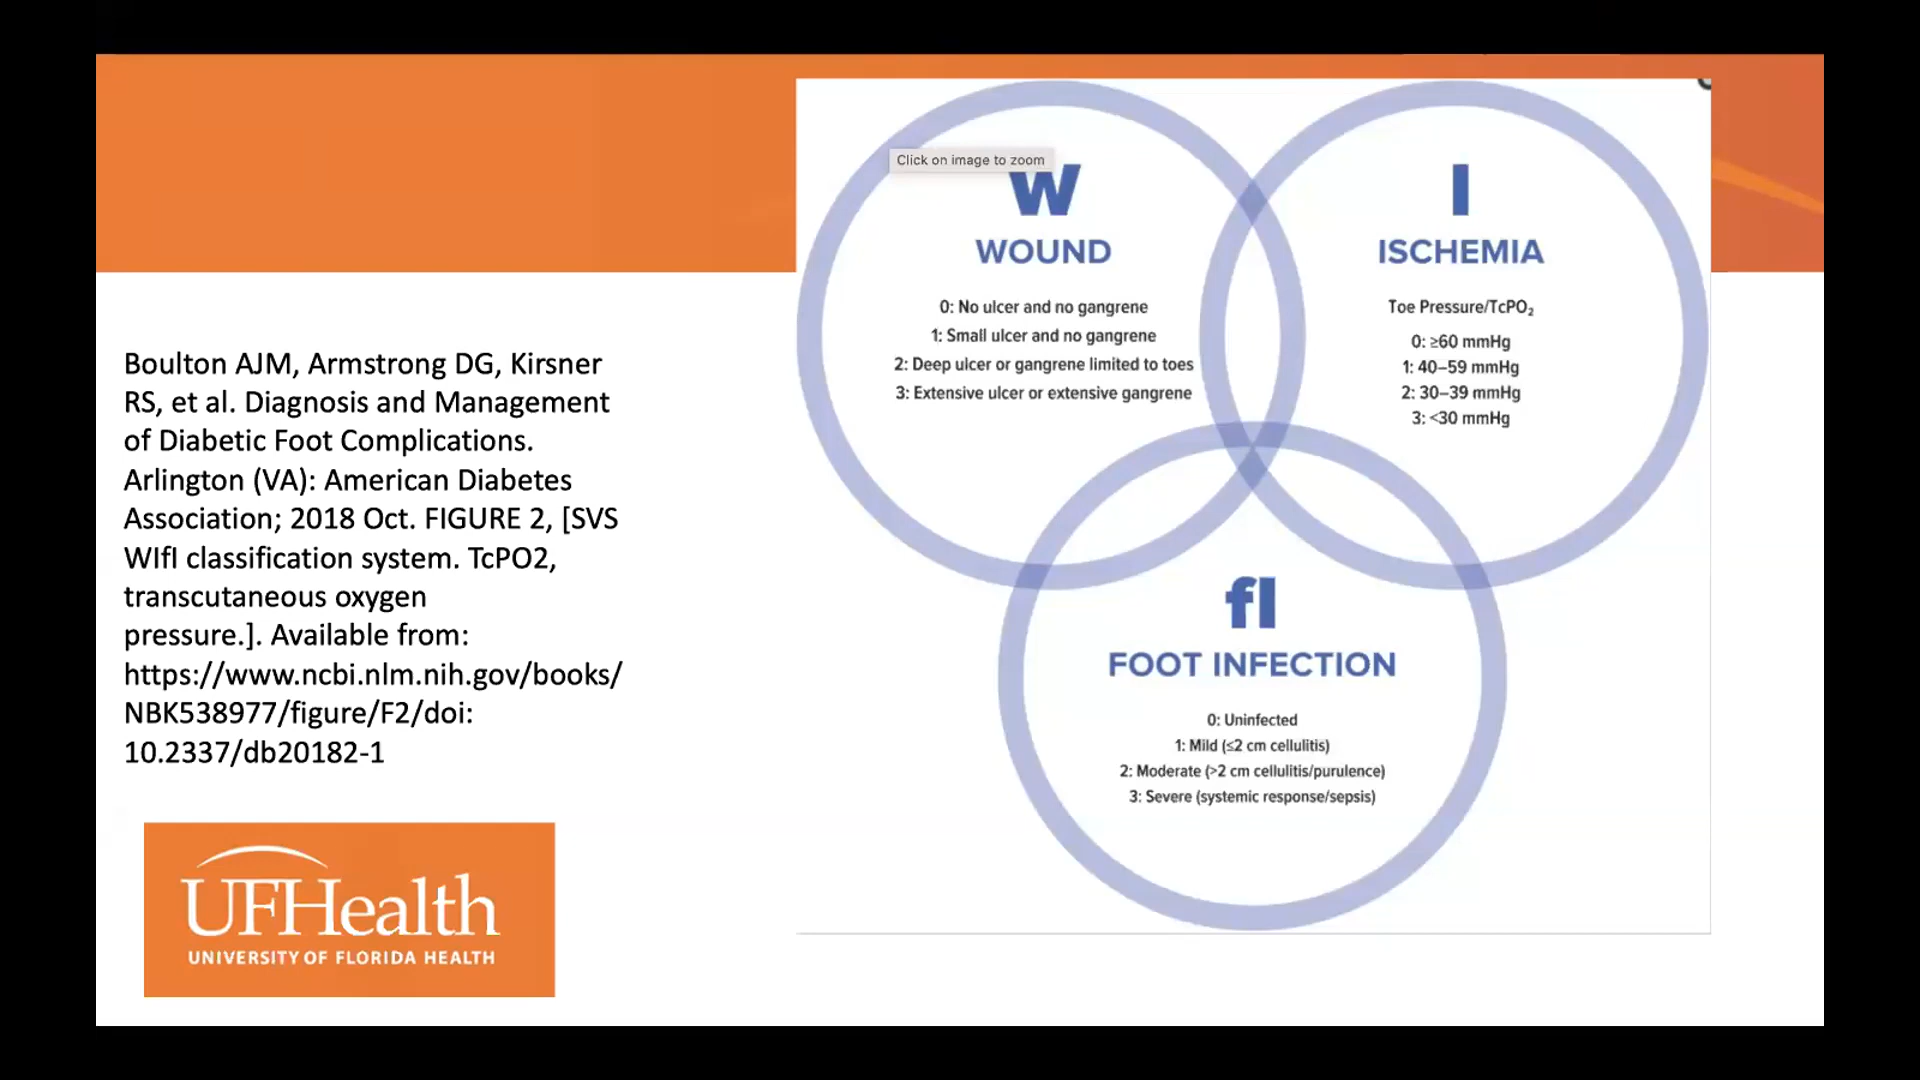 Boulton AJM, Armstrong DG, Kirsner
RS, et al. Diagnosis and Management
of Diabetic Foot Complications.
Arlington (VA): American Diabetes
Association; 2018 Oct. FIGURE 2, [SVS
WIfI classification system. TcPO2,
transcutaneous oxygen
pressure.]. Available from:
https://www.ncbi.nlm.nih.gov/books/
NBK538977/figure/F2/doi:
10.2337/db20182-1
UFHealth
UNIVERSITY OF FLORIDA HEALTH
Click on image to zoom
W
WOUND
0: No ulcer and no gangrene
1: Small ulcer and no gangrene
2: Deep ulcer or gangrene limited to toes
3: Extensive ulcer or extensive gangrene
I
ISCHEMIA
Toe Pressure/TcPO₂
0: ≥60 mmHg
1: 40–59 mmHg
2: 30–39 mmHg
3: <30 mmHg
fI
FOOT INFECTION
0: Uninfected
1: Mild (≤2 cm cellulitis)
2: Moderate (>2 cm cellulitis/purulence)
3: Severe (systemic response/sepsis)